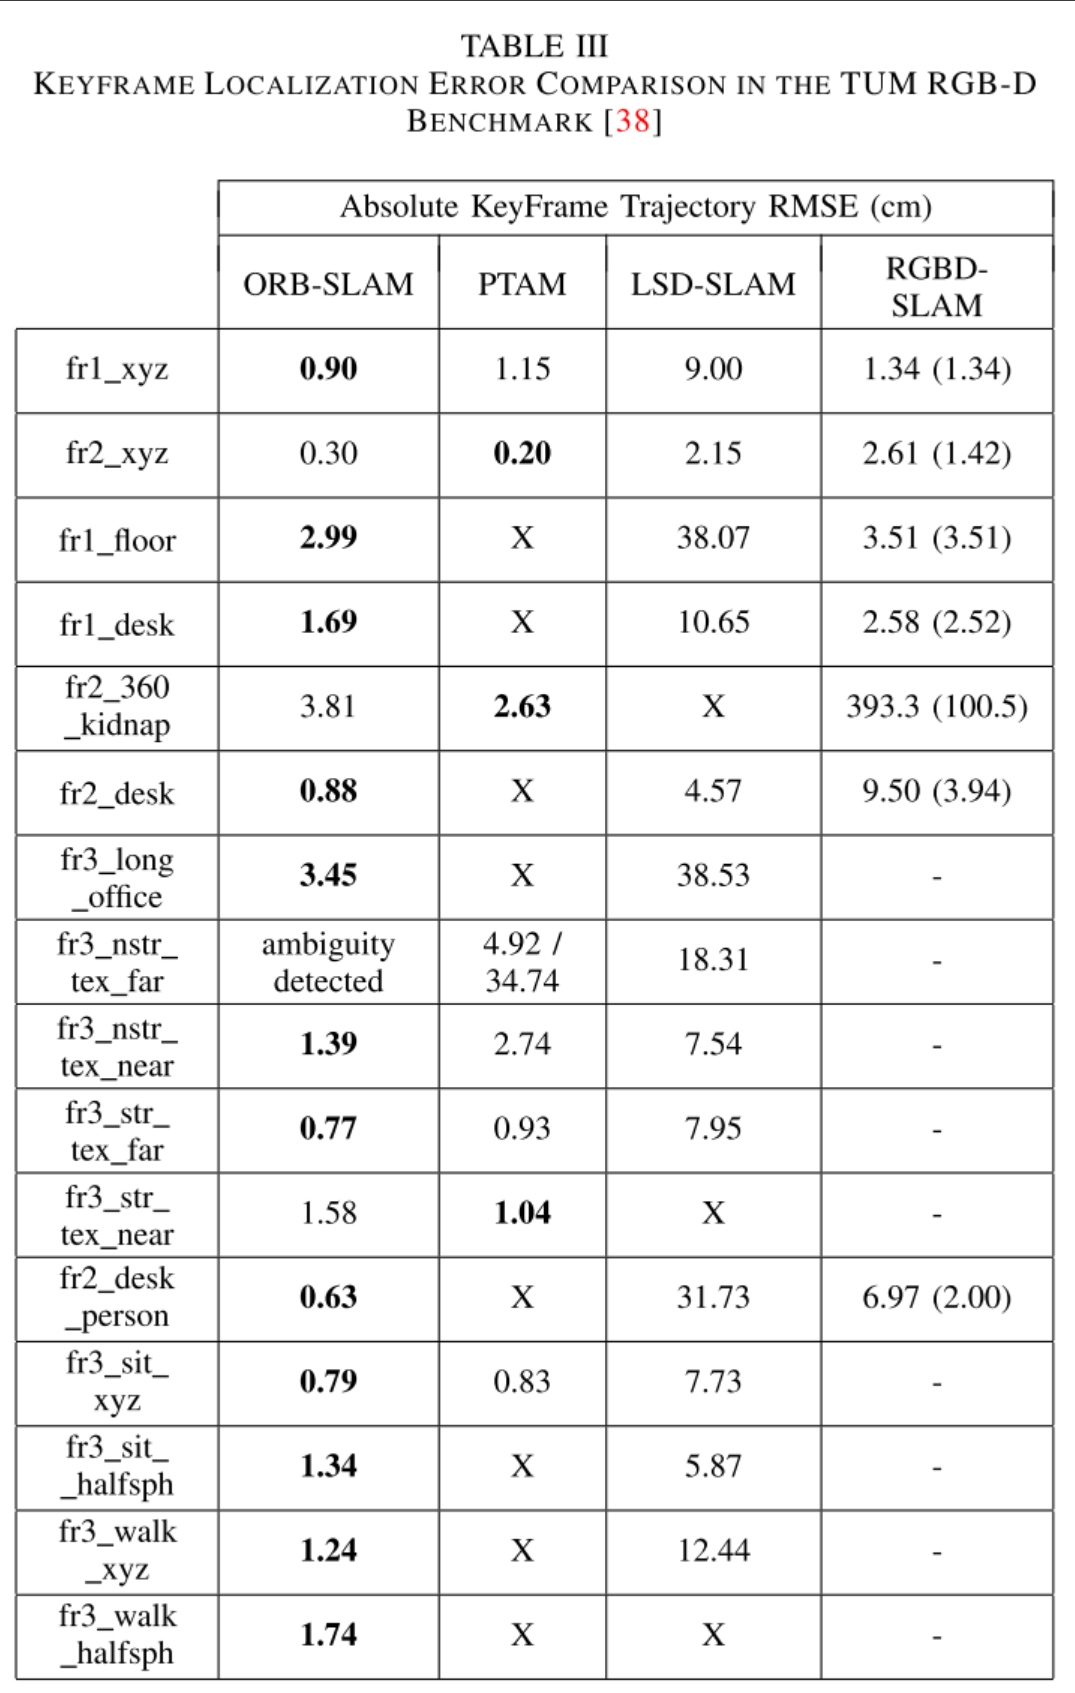 TABLE III
KEYFRAME LOCALIZATION ERROR COMPARISON IN THE TUM RGB-D
BENCHMARK [38]
Absolute KeyFrame Trajectory RMSE (cm)
ORB-SLAM PTAM LSD-SLAM RGBD-
SLAM
fr1_xyz 0.90 1.15 9.00 1.34 (1.34)
fr2_xyz 0.30 0.20 2.15 2.61 (1.42)
fr1_floor 2.99 X 38.07 3.51 (3.51)
fr1_desk 1.69 X 10.65 2.58 (2.52)
fr2_360
_kidnap 3.81 2.63 X 393.3 (100.5)
fr2_desk 0.88 X 4.57 9.50 (3.94)
fr3_long
_office 3.45 X 38.53 -
fr3_nstr_
tex_far ambiguity
detected 4.92 /
34.74 18.31 -
fr3_nstr_
tex_near 1.39 2.74 7.54 -
fr3_str_
tex_far 0.77 0.93 7.95 -
fr3_str_
tex_near 1.58 1.04 X -
fr2_desk
_person 0.63 X 31.73 6.97 (2.00)
fr3_sit_
xyz 0.79 0.83 7.73 -
fr3_sit_
_halfsph 1.34 X 5.87 -
fr3_walk
_xyz 1.24 X 12.44 -
fr3_walk
_halfsph 1.74 X X -